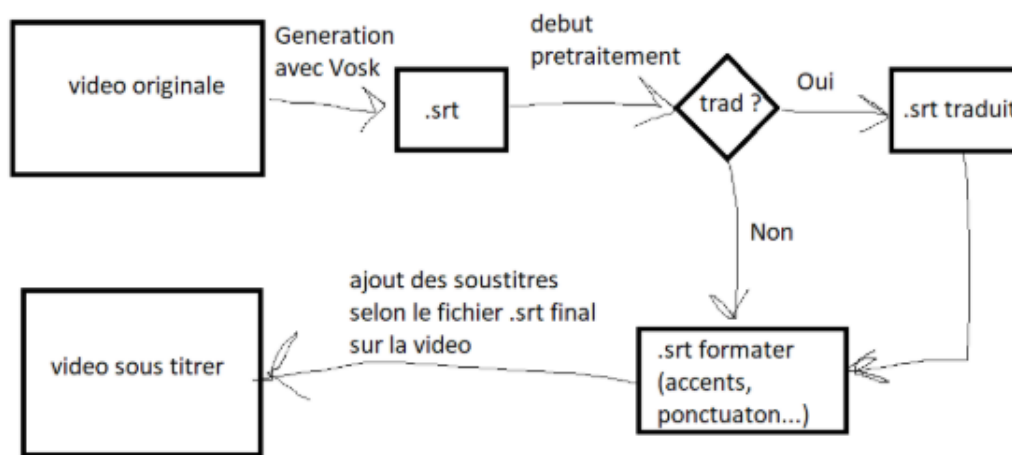 video originale
Generation
avec Vosk
.srt
debut
pretraitement
trad ?
Oui
.srt traduit
Non
.srt formater
(accents,
ponctuaton...)
ajout des soustitres
selon le fichier .srt final
sur la video
video sous titrer